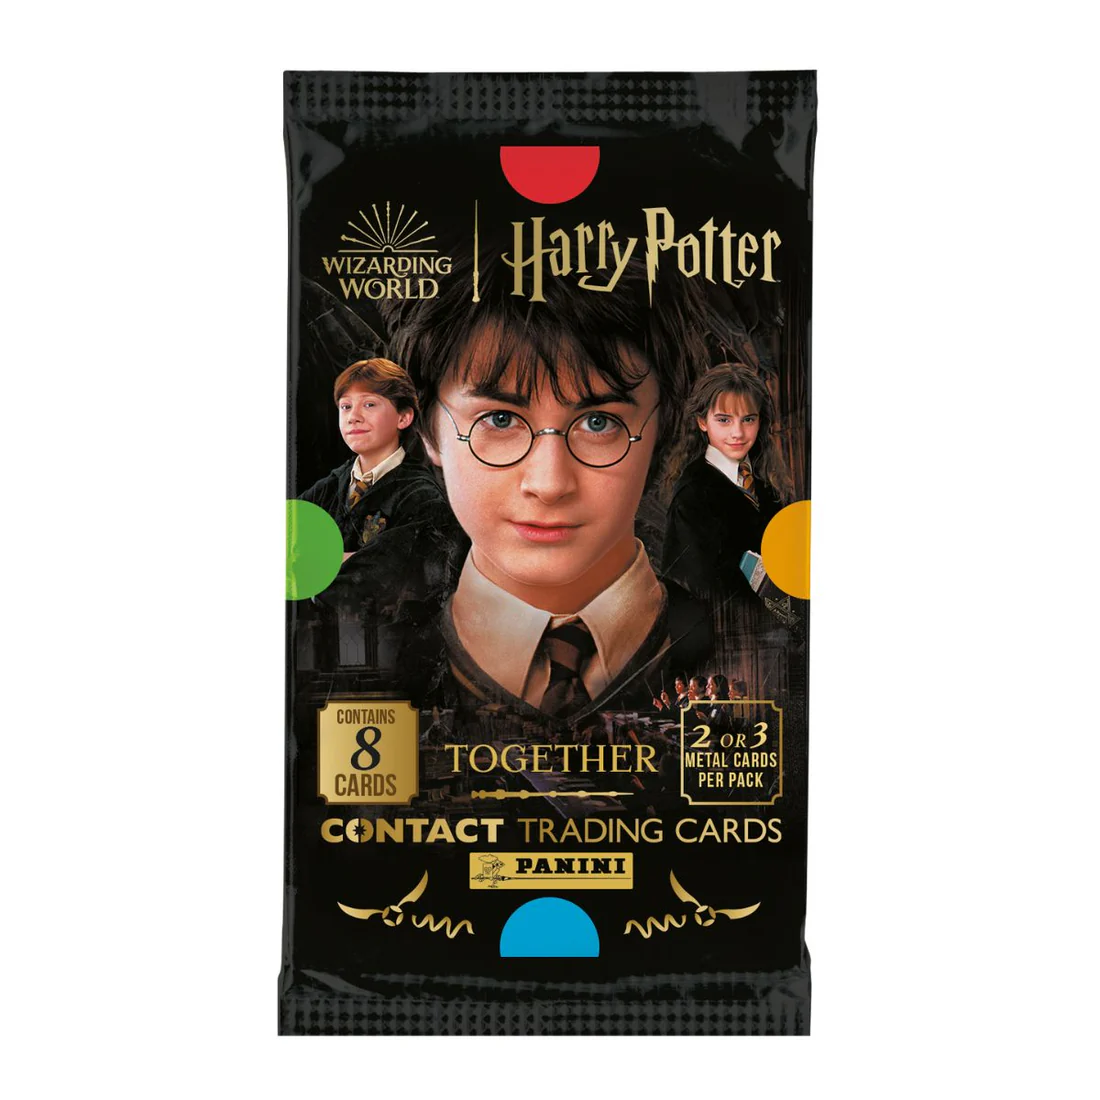 WIZARDING
WORLD
Harry Potter
CONTAINS
8
CARDS
TOGETHER
2 OR 3
METAL CARDS
PER PACK
CONTACT TRADING CARDS
PANINI